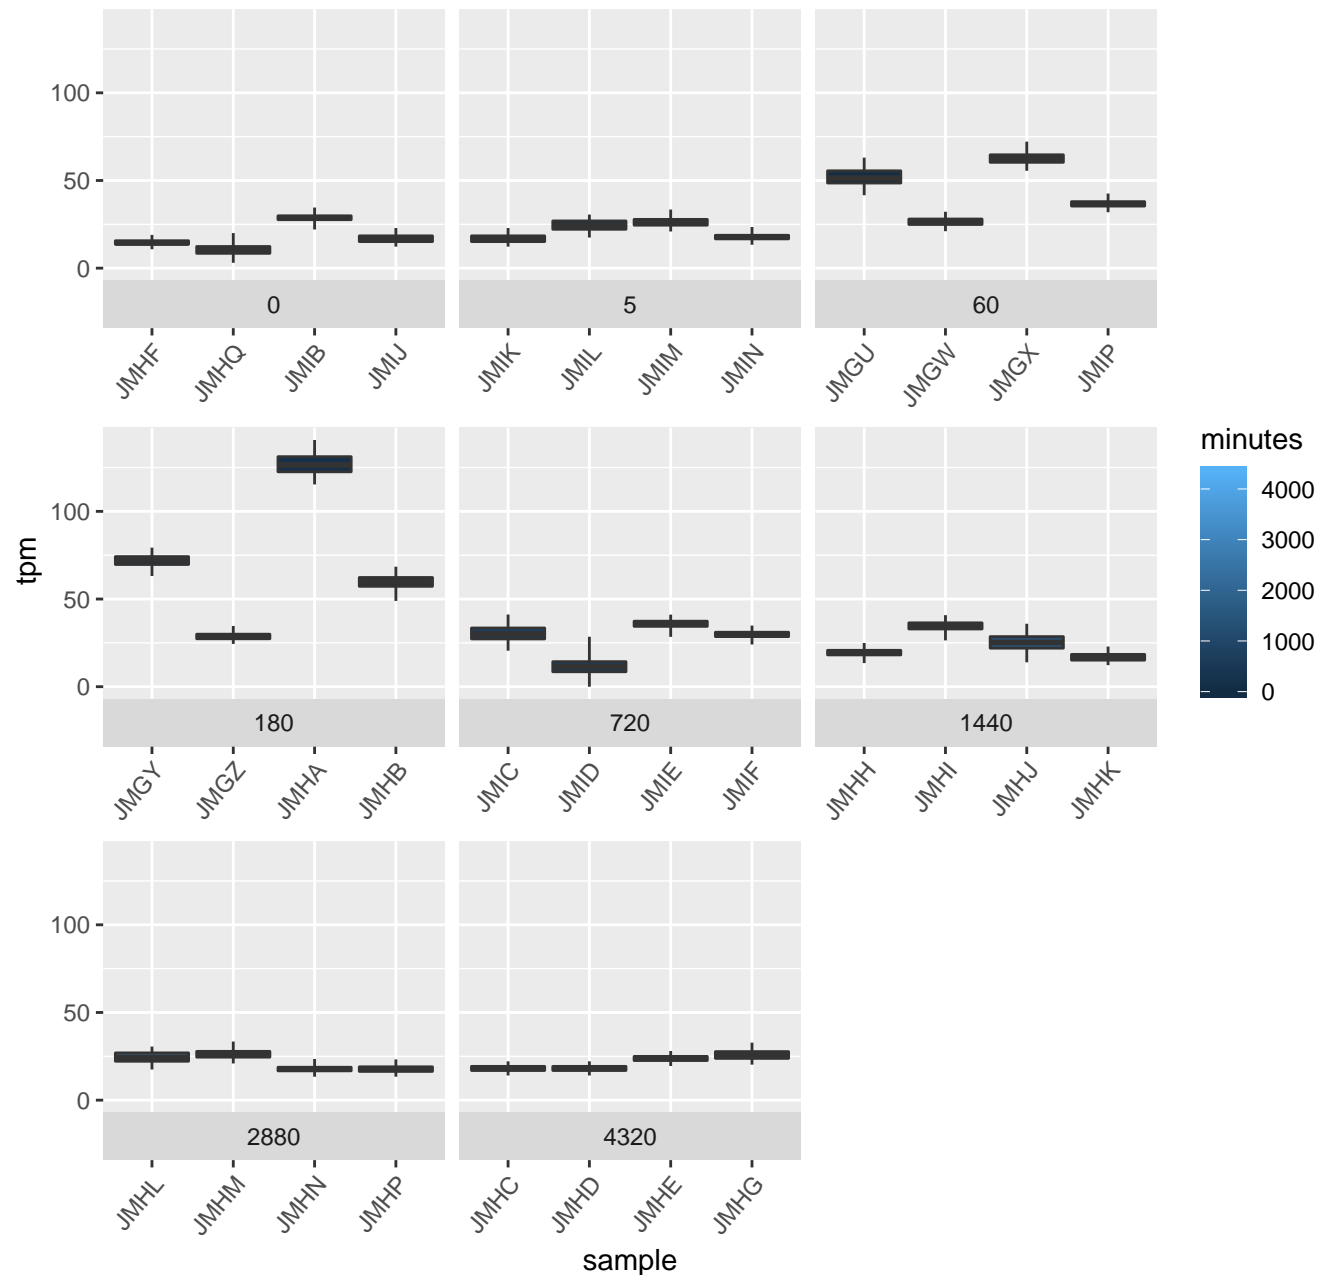 100
50
0
0
5
60
JMHF
JMHQ
JMIB
JMIJ
JMIK
JMIL
JMIM
JMIN
JMGU
JMGW
JMGX
JMIP
tpm
100
50
0
180
720
1440
JMGY
JMGZ
JMHA
JMHB
JMIC
JMID
JMIE
JMIF
JMHH
JMHI
JMHJ
JMHK
minutes
4000
3000
2000
1000
0
100
50
0
2880
4320
JMHL
JMHM
JMHN
JMHP
JMHC
JMHD
JMHE
JMHG
sample